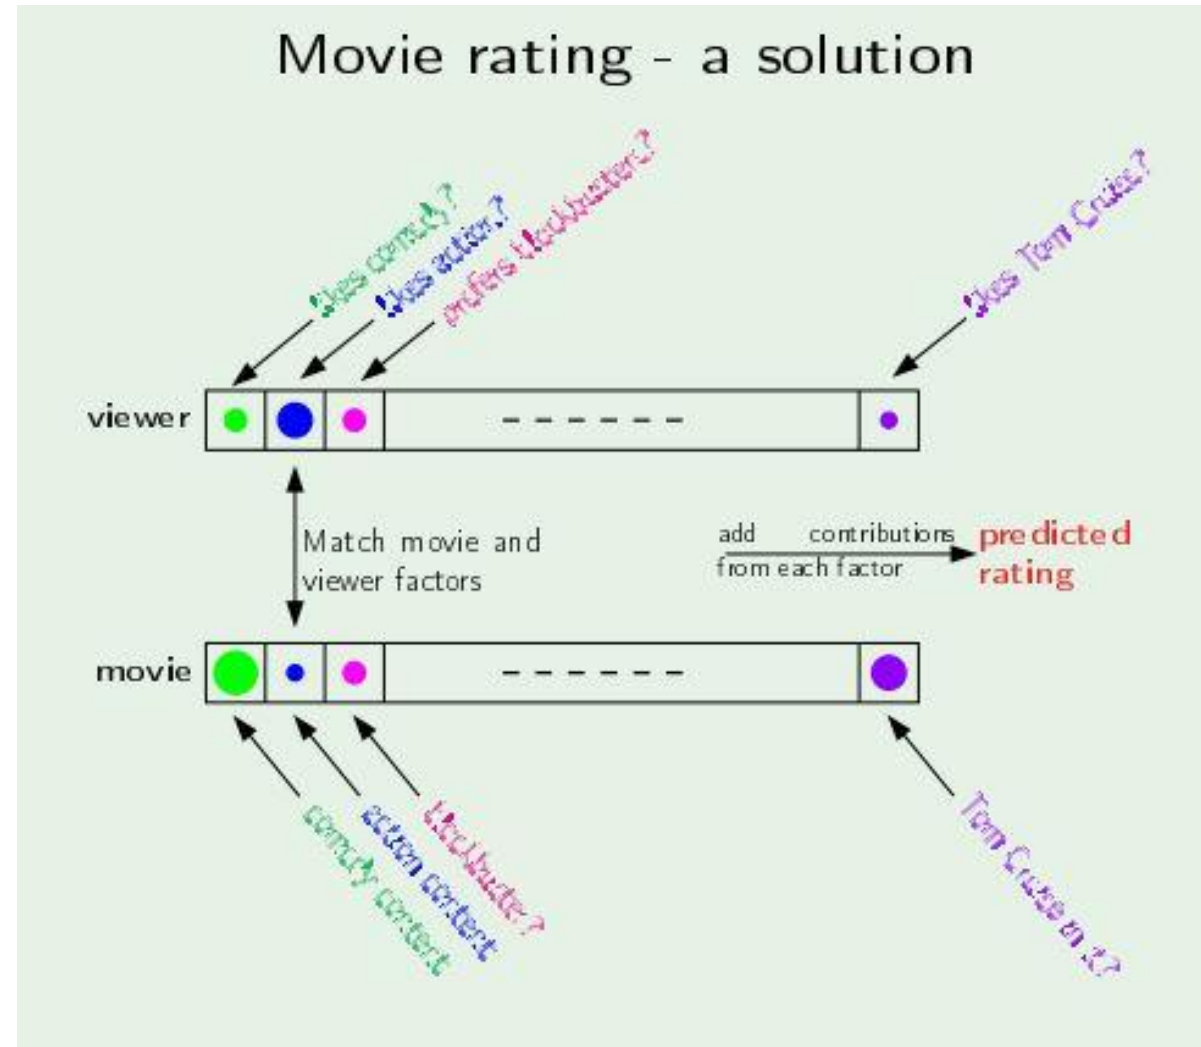 Movie rating - a solution
likes comedy?
likes action?
prefers blockbusters?
likes Tom Cruise?
viewer
Match movie and
viewer factors
add contributions
from each factor
predicted
rating
movie
comedy content
action content
blockbuster?
Tom Cruise in it?